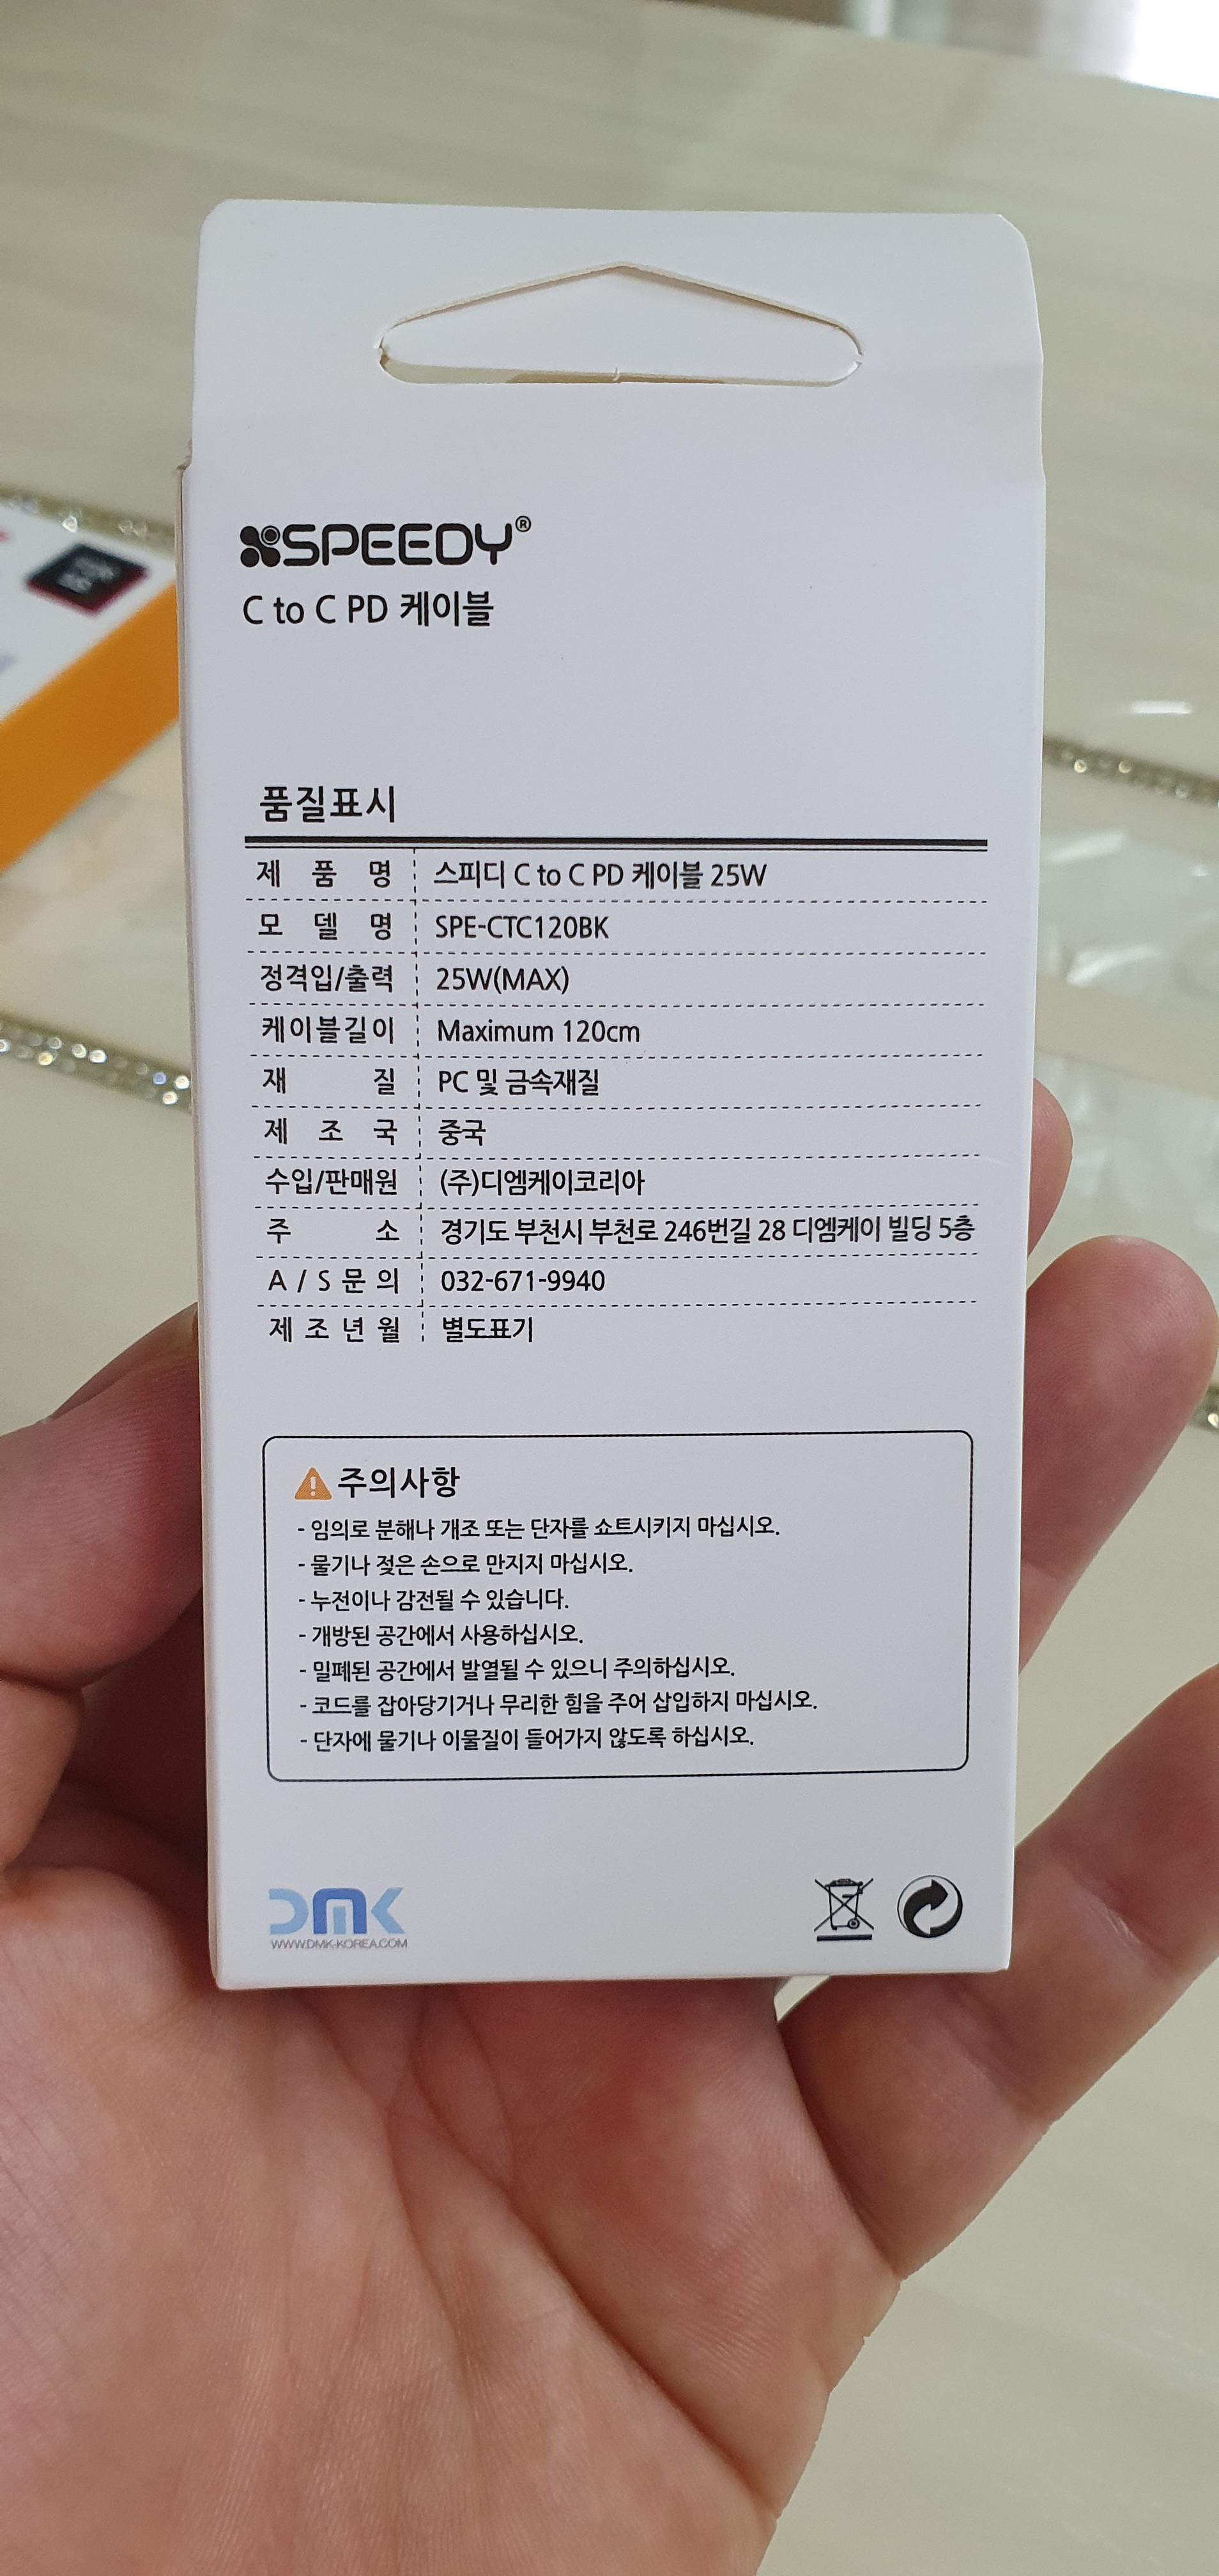 SPEEDY®
C to C PD 케이블
품질표시
제 품 명 스피디 C to C PD 케이블 25W
모 델 명 SPE-CTC120BK
정격입/출력 25W(MAX)
케이블길이 Maximum 120cm
재 질 PC 및 금속재질
제 조 국 중국
수입/판매원 (주)디엠케이코리아
주 소 경기도 부천시 부천로 246번길 28 디엠케이 빌딩 5층
A / S 문 의 032-671-9940
제 조 년 월 별도표기
주의사항
- 임의로 분해나 개조 또는 단자를 쇼트시키지 마십시오.
- 물기나 젖은 손으로 만지지 마십시오.
- 누전이나 감전될 수 있습니다.
- 개방된 공간에서 사용하십시오.
- 밀폐된 공간에서 발열될 수 있으니 주의하십시오.
- 코드를 잡아당기거나 무리한 힘을 주어 삽입하지 마십시오.
- 단자에 물기나 이물질이 들어가지 않도록 하십시오.
DMK
WWW.DMK-KOREA.COM